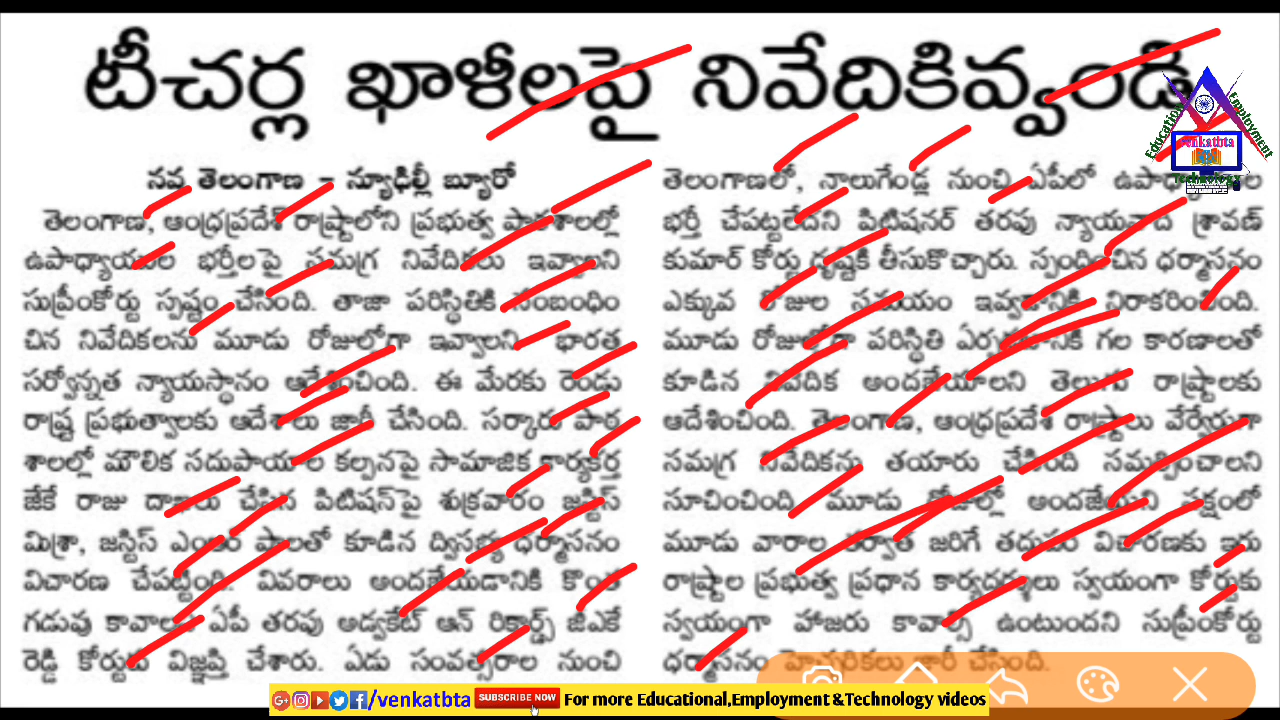 టీచర్ల ఖాళీలపై నివేదికివ్వండి
నవ తెలంగాణ - న్యూఢిల్లీ బ్యూరో
తెలంగాణ, ఆంధ్రప్రదేశ్ రాష్ట్రాలోని ప్రభుత్వ పాఠశాలల్లో
ఉపాధ్యాయుల భర్తీలపై సమగ్ర నివేదికలు ఇవ్వాలని
సుప్రీంకోర్టు స్పష్టం చేసింది. తాజా పరిస్థితికి సంబంధిం
చిన నివేదికలను మూడు రోజుల్లోగా ఇవ్వాలని భారత
సర్వోన్నత న్యాయస్థానం ఆదేశించింది. ఈ మేరకు రెండు
రాష్ట్ర ప్రభుత్వాలకు ఆదేశాలు జారీ చేసింది. సర్కారు పాఠ
శాలల్లో మౌలిక సదుపాయాల కల్పనపై సామాజిక కార్యకర్త
జేకే రాజు దాఖలు చేసిన పిటిషన్‌పై శుక్రవారం జస్టిస్
మిశ్రా, జస్టిస్ ఎంఎం షాలతో కూడిన ద్విసభ్య ధర్మాసనం
విచారణ చేపట్టింది. వివరాలు అందజేయడానికి కొంత
గడువు కావాలని ఏపీ తరపు అడ్వకేట్ ఆన్ రికార్డ్స్ జీఎకే
రెడ్డి కోర్టుకు విజ్ఞప్తి చేశారు. ఏడు సంవత్సరాల నుంచి
తెలంగాణలో, నాలుగేండ్ల నుంచి ఏపీలో ఉపాధ్యాయుల
భర్తీ చేపట్టలేదని పిటిషనర్ తరపు న్యాయవాది శ్రావణ్
కుమార్ కోర్టు దృష్టికి తీసుకొచ్చారు. స్పందించిన ధర్మాసనం
ఎక్కువ రోజుల సమయం ఇవ్వడానికి నిరాకరించింది.
మూడు రోజుల్లోగా పరిస్థితి ఏర్పడడానికి గల కారణాలతో
కూడిన నివేదిక అందజేయాలని తెలుగు రాష్ట్రాలకు
ఆదేశించింది. తెలంగాణ, ఆంధ్రప్రదేశ్ రాష్ట్రాలు వేర్వేరుగా
సమగ్ర నివేదికను తయారు చేసింది సమర్పించాలని
సూచించింది. మూడు రోజుల్లో అందజేయని పక్షంలో
మూడు వారాల తర్వాత జరిగే తదుపరి విచారణకు ఇరు
రాష్ట్రాల ప్రభుత్వ ప్రధాన కార్యదర్శులు స్వయంగా కోర్టుకు
స్వయంగా హాజరు కావాల్సి ఉంటుందని సుప్రీంకోర్టు
ధర్మాసనం హెచ్చరికలు జారీ చేసింది.
Education Employment
venkatbta
Technology
/venkatbta SUBSCRIBE NOW For more Educational,Employment &Technology videos